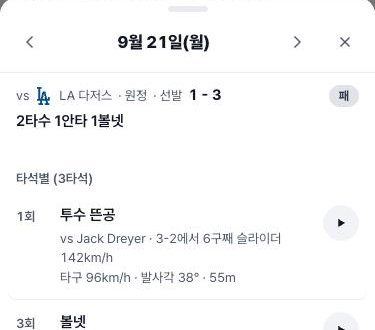 9월 21일(월)
vs LA LA 다저스 · 원정 · 선발 1 - 3 패
2타수 1안타 1볼넷
타석별 (3타석)
1회 투수 뜬공
vs Jack Dreyer · 3-2에서 6구째 슬라이더
142km/h
타구 96km/h · 발사각 38° · 55m
3회 볼넷